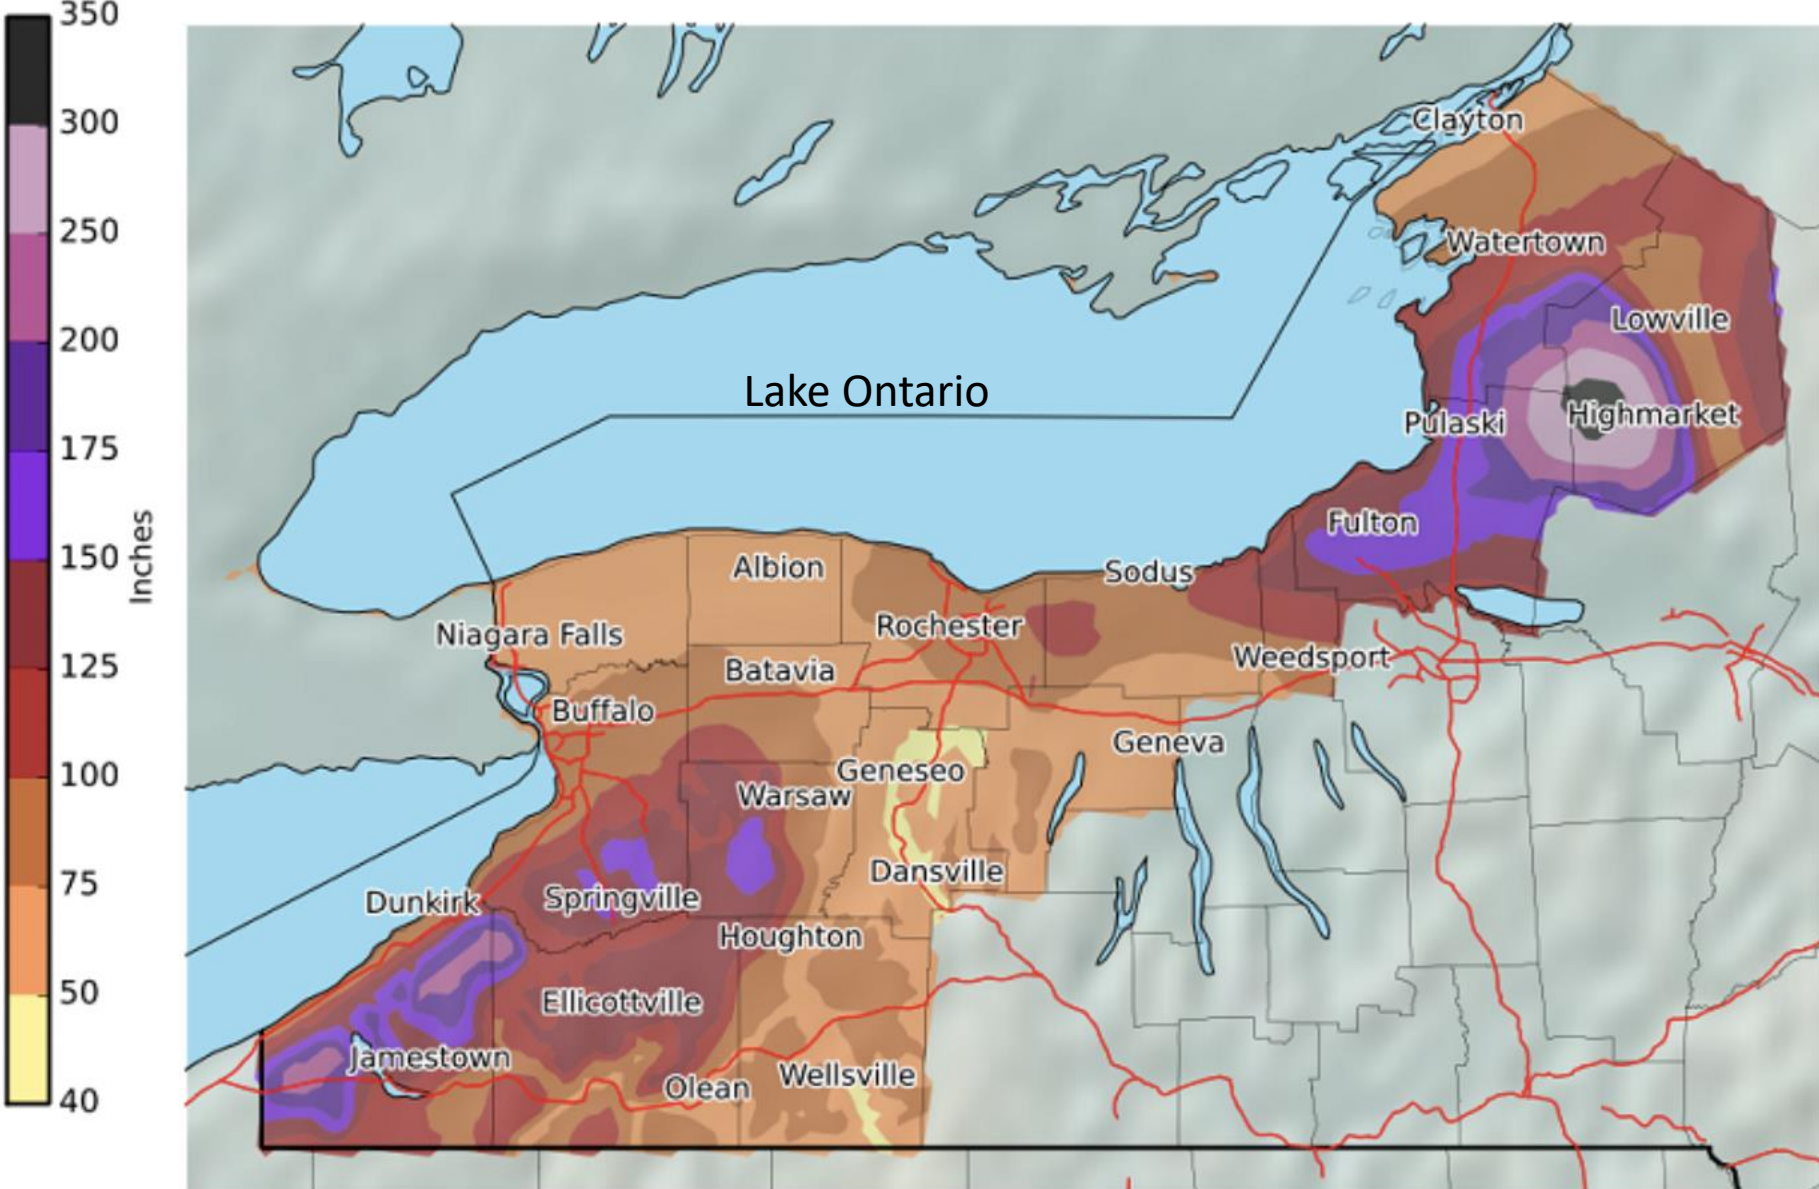 350
300
250
200
175
150
125
100
75
50
40
Inches
Clayton
Watertown
Lowville
Lake Ontario
Pulaski
Highmarket
Fulton
Albion
Sodus
Niagara Falls
Rochester
Batavia
Weedsport
Buffalo
Geneva
Geneseo
Warsaw
Dansville
Dunkirk
Springville
Houghton
Ellicottville
Jamestown
Olean
Wellsville